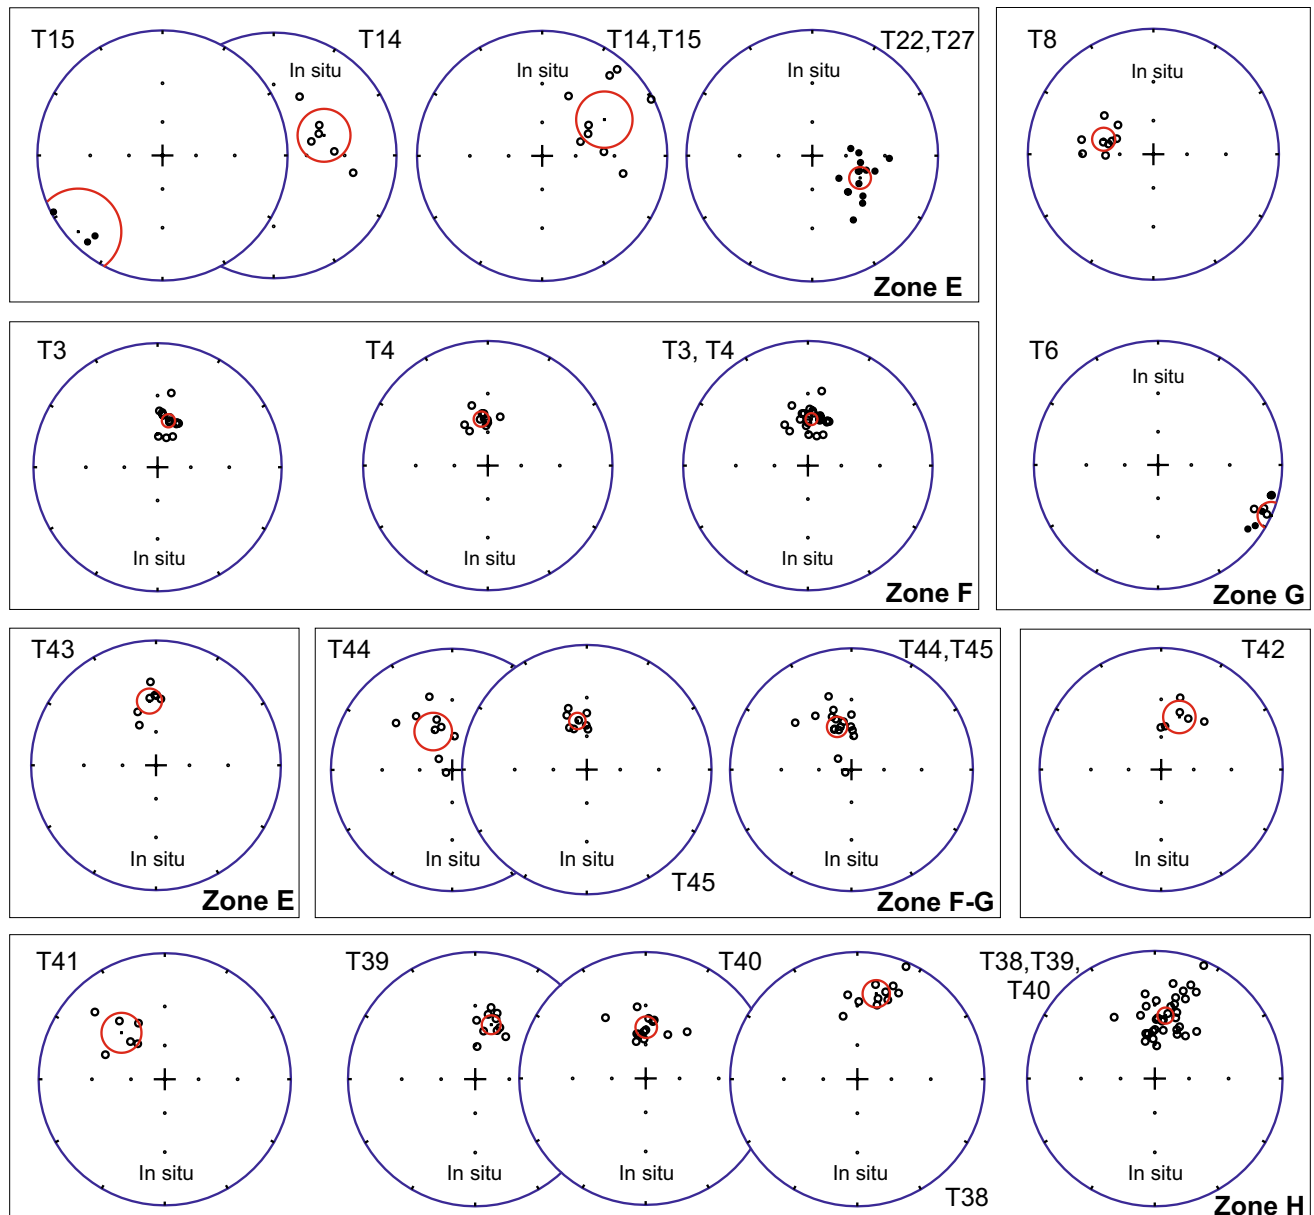 T15
T14
In situ
T14,T15
In situ
T22,T27
In situ
Zone E
T8
In situ
T6
In situ
Zone G
T3
In situ
T4
In situ
T3, T4
In situ
Zone F
T43
In situ
Zone E
T44
In situ
In situ
T45
T44,T45
In situ
Zone F-G
T42
In situ
T41
In situ
T39
In situ
T40
In situ
In situ
T38
T38,T39,
T40
In situ
Zone H